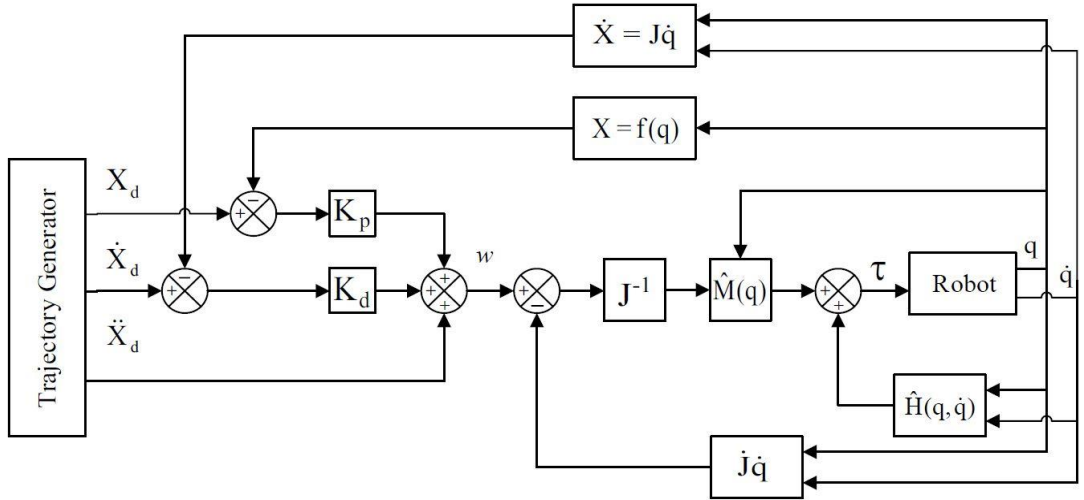 Ẋ = Jq̇
X = f(q)
Trajectory Generator
X_d
−
+
K_p
Ẋ_d
−
+
K_d
+
+
+
w
+
−
J⁻¹
M̂(q)
+
+
τ
Robot
q
q̇
Ẍ_d
Ĥ(q, q̇)
J̇q̇